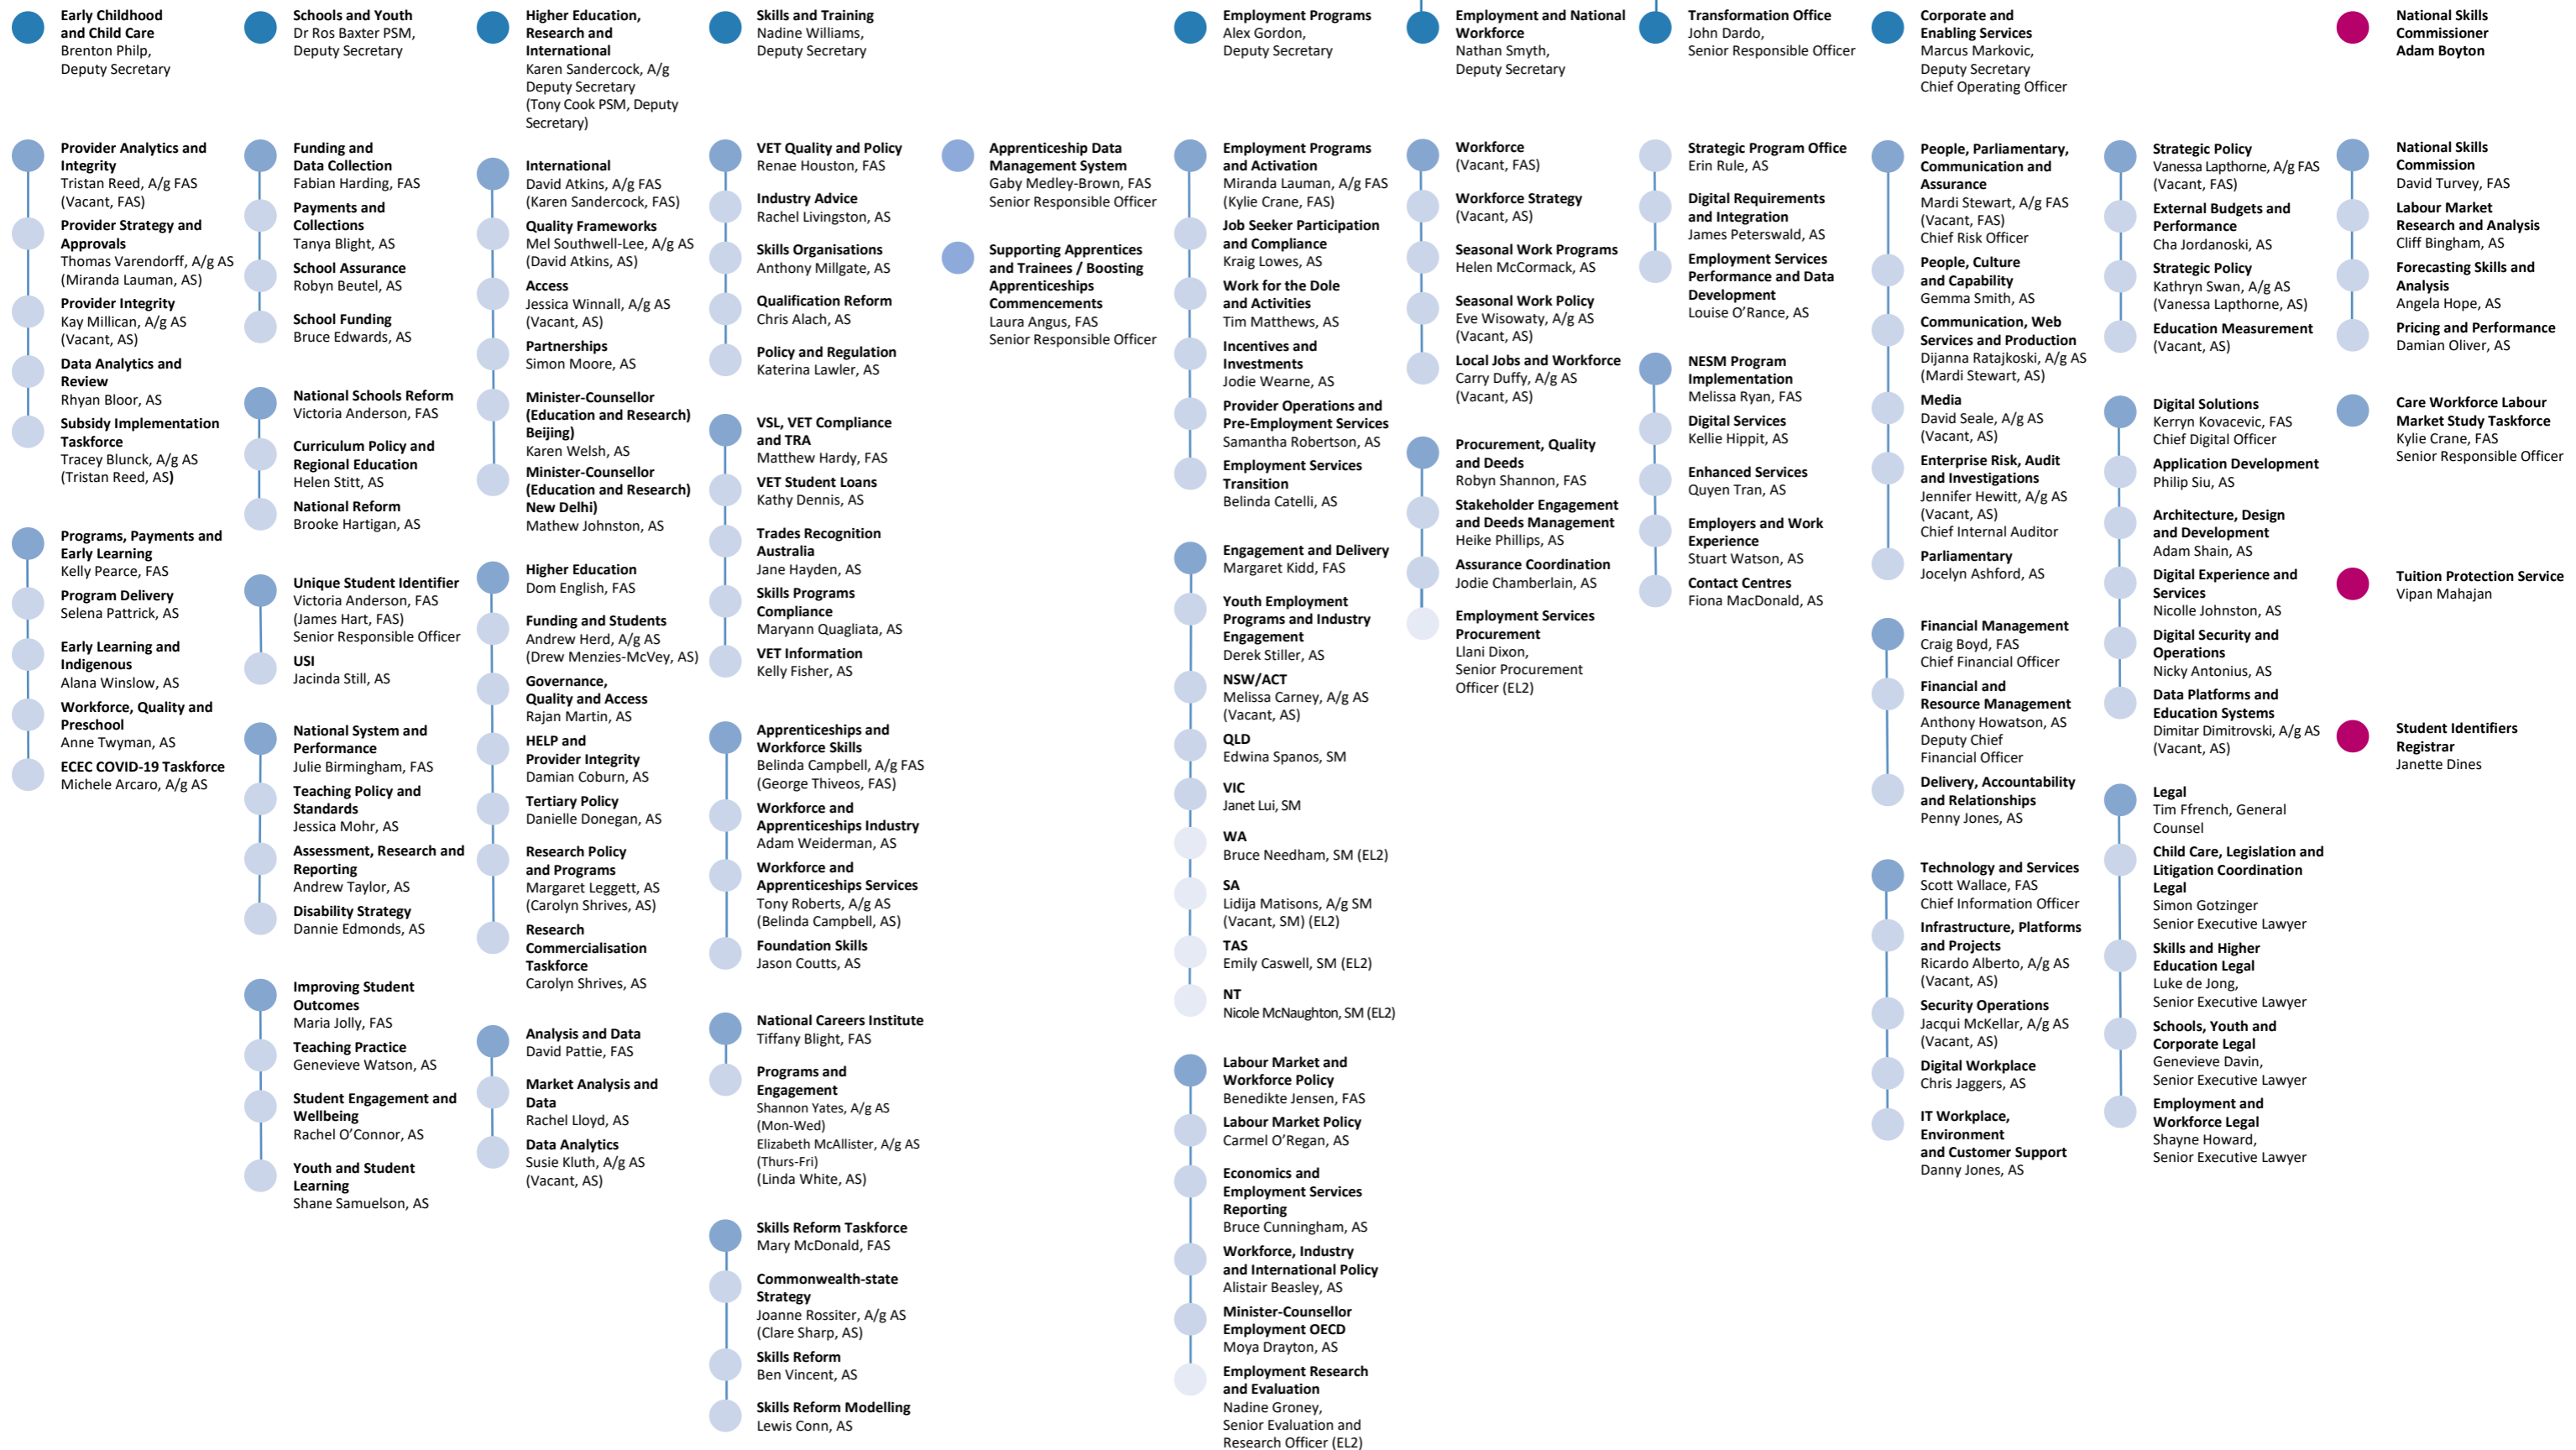 Early Childhood
and Child Care
Brenton Philp,
Deputy Secretary
Provider Analytics and
Integrity
Tristan Reed, A/g FAS
(Vacant, FAS)
Provider Strategy and
Approvals
Thomas Varendorff, A/g AS
(Miranda Lauman, AS)
Provider Integrity
Kay Millican, A/g AS
(Vacant, AS)
Data Analytics and
Review
Rhyan Bloor, AS
Subsidy Implementation
Taskforce
Tracey Blunck, A/g AS
(Tristan Reed, AS)
Programs, Payments and
Early Learning
Kelly Pearce, FAS
Program Delivery
Selena Pattrick, AS
Early Learning and
Indigenous
Alana Winslow, AS
Workforce, Quality and
Preschool
Anne Twyman, AS
ECEC COVID-19 Taskforce
Michele Arcaro, A/g AS
Schools and Youth
Dr Ros Baxter PSM,
Deputy Secretary
Funding and
Data Collection
Fabian Harding, FAS
Payments and
Collections
Tanya Blight, AS
School Assurance
Robyn Beutel, AS
School Funding
Bruce Edwards, AS
National Schools Reform
Victoria Anderson, FAS
Curriculum Policy and
Regional Education
Helen Stitt, AS
National Reform
Brooke Hartigan, AS
Unique Student Identifier
Victoria Anderson, FAS
(James Hart, FAS)
Senior Responsible Officer
USI
Jacinda Still, AS
National System and
Performance
Julie Birmingham, FAS
Teaching Policy and
Standards
Jessica Mohr, AS
Assessment, Research and
Reporting
Andrew Taylor, AS
Disability Strategy
Dannie Edmonds, AS
Improving Student
Outcomes
Maria Jolly, FAS
Teaching Practice
Genevieve Watson, AS
Student Engagement and
Wellbeing
Rachel O’Connor, AS
Youth and Student
Learning
Shane Samuelson, AS
Higher Education,
Research and
International
Karen Sandercock, A/g
Deputy Secretary
(Tony Cook PSM, Deputy
Secretary)
International
David Atkins, A/g FAS
(Karen Sandercock, FAS)
Quality Frameworks
Mel Southwell-Lee, A/g AS
(David Atkins, AS)
Access
Jessica Winnall, A/g AS
(Vacant, AS)
Partnerships
Simon Moore, AS
Minister-Counsellor
(Education and Research)
Beijing)
Karen Welsh, AS
Minister-Counsellor
(Education and Research)
New Delhi)
Mathew Johnston, AS
Higher Education
Dom English, FAS
Funding and Students
Andrew Herd, A/g AS
(Drew Menzies-McVey, AS)
Governance,
Quality and Access
Rajan Martin, AS
HELP and
Provider Integrity
Damian Coburn, AS
Tertiary Policy
Danielle Donegan, AS
Research Policy
and Programs
Margaret Leggett, AS
(Carolyn Shrives, AS)
Research
Commercialisation
Taskforce
Carolyn Shrives, AS
Analysis and Data
David Pattie, FAS
Market Analysis and
Data
Rachel Lloyd, AS
Data Analytics
Susie Kluth, A/g AS
(Vacant, AS)
Skills and Training
Nadine Williams,
Deputy Secretary
VET Quality and Policy
Renae Houston, FAS
Industry Advice
Rachel Livingston, AS
Skills Organisations
Anthony Millgate, AS
Qualification Reform
Chris Alach, AS
Policy and Regulation
Katerina Lawler, AS
VSL, VET Compliance
and TRA
Matthew Hardy, FAS
VET Student Loans
Kathy Dennis, AS
Trades Recognition
Australia
Jane Hayden, AS
Skills Programs
Compliance
Maryann Quagliata, AS
VET Information
Kelly Fisher, AS
Apprenticeships and
Workforce Skills
Belinda Campbell, A/g FAS
(George Thiveos, FAS)
Workforce and
Apprenticeships Industry
Adam Weiderman, AS
Workforce and
Apprenticeships Services
Tony Roberts, A/g AS
(Belinda Campbell, AS)
Foundation Skills
Jason Coutts, AS
National Careers Institute
Tiffany Blight, FAS
Programs and
Engagement
Shannon Yates, A/g AS
(Mon-Wed)
Elizabeth McAllister, A/g AS
(Thurs-Fri)
(Linda White, AS)
Skills Reform Taskforce
Mary McDonald, FAS
Commonwealth-state
Strategy
Joanne Rossiter, A/g AS
(Clare Sharp, AS)
Skills Reform
Ben Vincent, AS
Skills Reform Modelling
Lewis Conn, AS
Apprenticeship Data
Management System
Gaby Medley-Brown, FAS
Senior Responsible Officer
Supporting Apprentices
and Trainees / Boosting
Apprenticeships
Commencements
Laura Angus, FAS
Senior Responsible Officer
Employment Programs
Alex Gordon,
Deputy Secretary
Employment Programs
and Activation
Miranda Lauman, A/g FAS
(Kylie Crane, FAS)
Job Seeker Participation
and Compliance
Kraig Lowes, AS
Work for the Dole
and Activities
Tim Matthews, AS
Incentives and
Investments
Jodie Wearne, AS
Provider Operations and
Pre-Employment Services
Samantha Robertson, AS
Employment Services
Transition
Belinda Catelli, AS
Engagement and Delivery
Margaret Kidd, FAS
Youth Employment
Programs and Industry
Engagement
Derek Stiller, AS
NSW/ACT
Melissa Carney, A/g AS
(Vacant, AS)
QLD
Edwina Spanos, SM
VIC
Janet Lui, SM
WA
Bruce Needham, SM (EL2)
SA
Lidija Matisons, A/g SM
(Vacant, SM) (EL2)
TAS
Emily Caswell, SM (EL2)
NT
Nicole McNaughton, SM (EL2)
Labour Market and
Workforce Policy
Benedikte Jensen, FAS
Labour Market Policy
Carmel O’Regan, AS
Economics and
Employment Services
Reporting
Bruce Cunningham, AS
Workforce, Industry
and International Policy
Alistair Beasley, AS
Minister-Counsellor
Employment OECD
Moya Drayton, AS
Employment Research
and Evaluation
Nadine Groney,
Senior Evaluation and
Research Officer (EL2)
Employment and National
Workforce
Nathan Smyth,
Deputy Secretary
Workforce
(Vacant, FAS)
Workforce Strategy
(Vacant, AS)
Seasonal Work Programs
Helen McCormack, AS
Seasonal Work Policy
Eve Wisowaty, A/g AS
(Vacant, AS)
Local Jobs and Workforce
Carry Duffy, A/g AS
(Vacant, AS)
Procurement, Quality
and Deeds
Robyn Shannon, FAS
Stakeholder Engagement
and Deeds Management
Heike Phillips, AS
Assurance Coordination
Jodie Chamberlain, AS
Employment Services
Procurement
Llani Dixon,
Senior Procurement
Officer (EL2)
Transformation Office
John Dardo,
Senior Responsible Officer
Strategic Program Office
Erin Rule, AS
Digital Requirements
and Integration
James Peterswald, AS
Employment Services
Performance and Data
Development
Louise O’Rance, AS
NESM Program
Implementation
Melissa Ryan, FAS
Digital Services
Kellie Hippit, AS
Enhanced Services
Quyen Tran, AS
Employers and Work
Experience
Stuart Watson, AS
Contact Centres
Fiona MacDonald, AS
Corporate and
Enabling Services
Marcus Markovic,
Deputy Secretary
Chief Operating Officer
People, Parliamentary,
Communication and
Assurance
Mardi Stewart, A/g FAS
(Vacant, FAS)
Chief Risk Officer
People, Culture
and Capability
Gemma Smith, AS
Communication, Web
Services and Production
Dijanna Ratajkoski, A/g AS
(Mardi Stewart, AS)
Media
David Seale, A/g AS
(Vacant, AS)
Enterprise Risk, Audit
and Investigations
Jennifer Hewitt, A/g AS
(Vacant, AS)
Chief Internal Auditor
Parliamentary
Jocelyn Ashford, AS
Financial Management
Craig Boyd, FAS
Chief Financial Officer
Financial and
Resource Management
Anthony Howatson, AS
Deputy Chief
Financial Officer
Delivery, Accountability
and Relationships
Penny Jones, AS
Technology and Services
Scott Wallace, FAS
Chief Information Officer
Infrastructure, Platforms
and Projects
Ricardo Alberto, A/g AS
(Vacant, AS)
Security Operations
Jacqui McKellar, A/g AS
(Vacant, AS)
Digital Workplace
Chris Jaggers, AS
IT Workplace,
Environment
and Customer Support
Danny Jones, AS
Strategic Policy
Vanessa Lapthorne, A/g FAS
(Vacant, FAS)
External Budgets and
Performance
Cha Jordanoski, AS
Strategic Policy
Kathryn Swan, A/g AS
(Vanessa Lapthorne, AS)
Education Measurement
(Vacant, AS)
Digital Solutions
Kerryn Kovacevic, FAS
Chief Digital Officer
Application Development
Philip Siu, AS
Architecture, Design
and Development
Adam Shain, AS
Digital Experience and
Services
Nicolle Johnston, AS
Digital Security and
Operations
Nicky Antonius, AS
Data Platforms and
Education Systems
Dimitar Dimitrovski, A/g AS
(Vacant, AS)
Legal
Tim Ffrench, General
Counsel
Child Care, Legislation and
Litigation Coordination
Legal
Simon Gotzinger
Senior Executive Lawyer
Skills and Higher
Education Legal
Luke de Jong,
Senior Executive Lawyer
Schools, Youth and
Corporate Legal
Genevieve Davin,
Senior Executive Lawyer
Employment and
Workforce Legal
Shayne Howard,
Senior Executive Lawyer
National Skills
Commissioner
Adam Boyton
National Skills
Commission
David Turvey, FAS
Labour Market
Research and Analysis
Cliff Bingham, AS
Forecasting Skills and
Analysis
Angela Hope, AS
Pricing and Performance
Damian Oliver, AS
Care Workforce Labour
Market Study Taskforce
Kylie Crane, FAS
Senior Responsible Officer
Tuition Protection Service
Vipan Mahajan
Student Identifiers
Registrar
Janette Dines